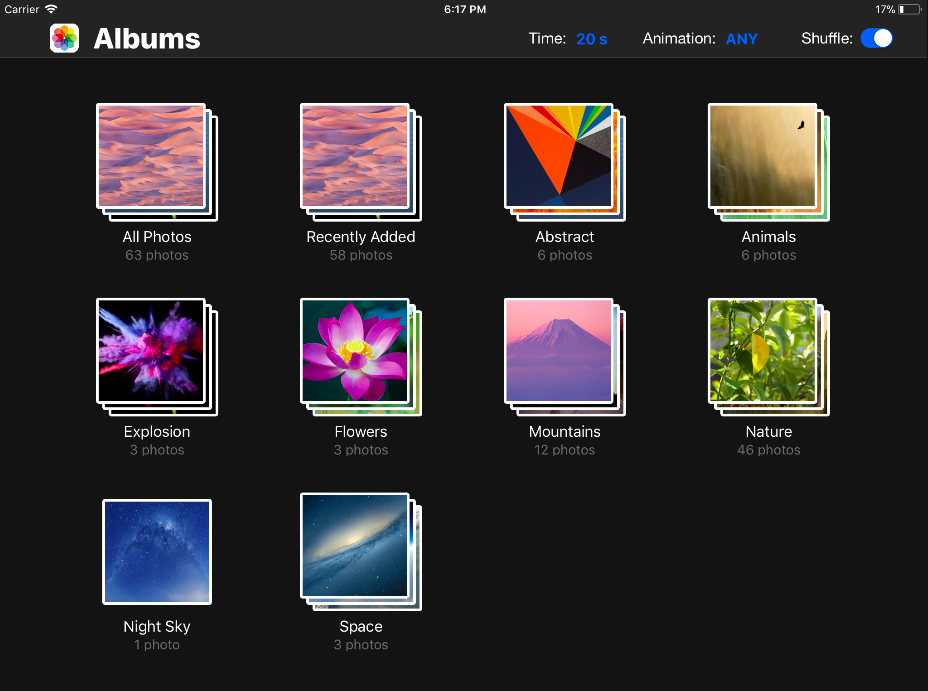 Carrier 6:17 PM 17%
Albums Time: 20 s Animation: ANY Shuffle:
All Photos Recently Added Abstract Animals
63 photos 58 photos 6 photos 6 photos
Explosion Flowers Mountains Nature
3 photos 3 photos 12 photos 46 photos
Night Sky Space
1 photo 3 photos